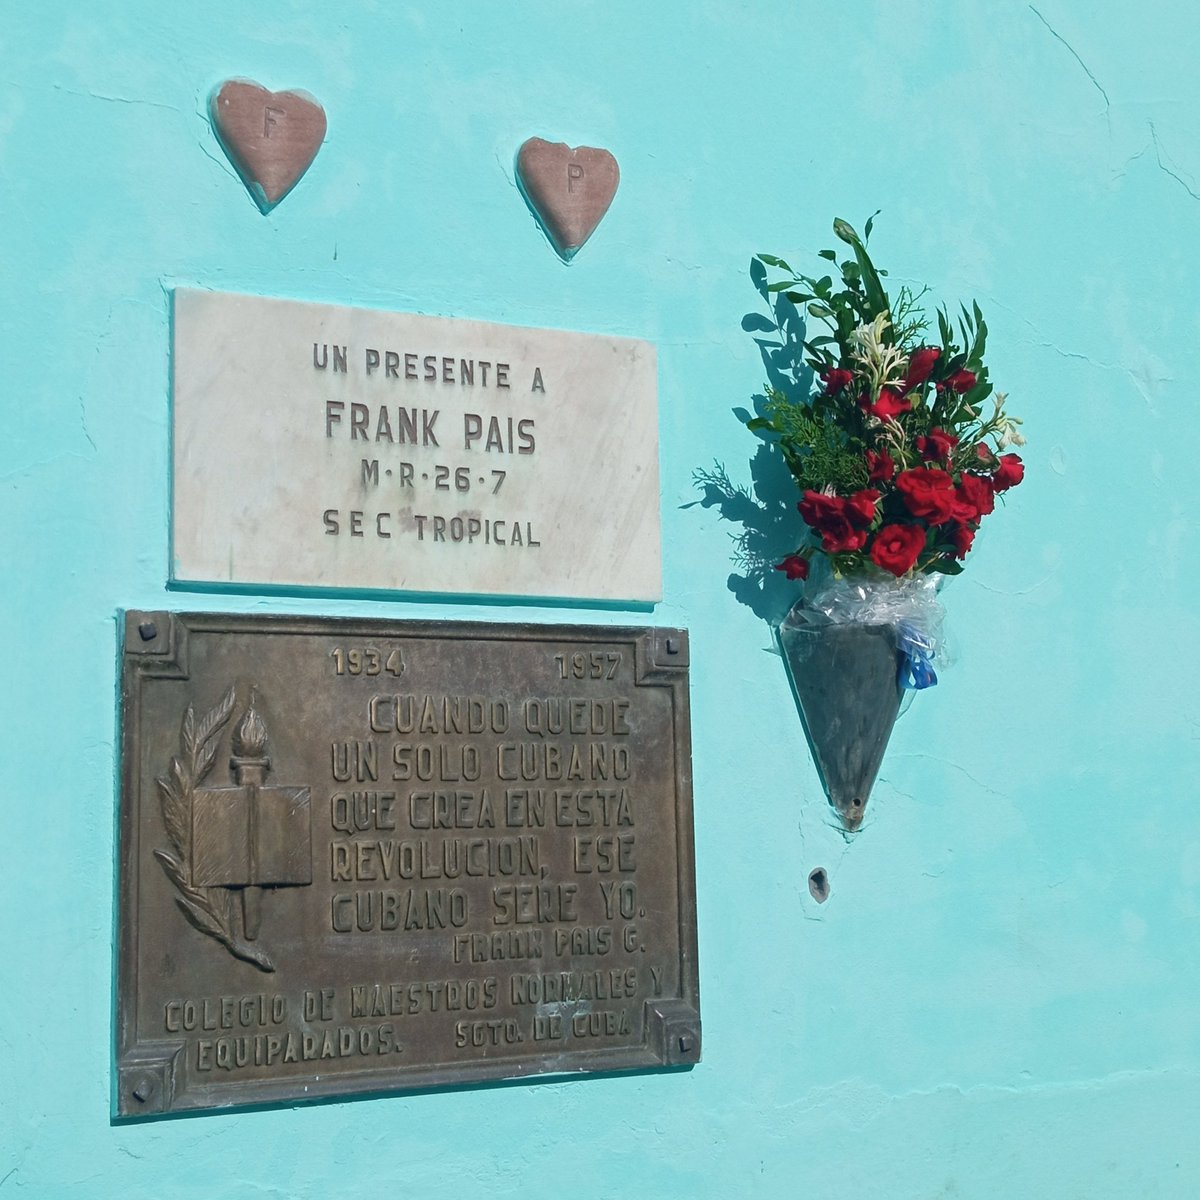 F
P
UN PRESENTE A
FRANK PAIS
M·R·26·7
SEC TROPICAL
1934 1957
CUANDO QUEDE
UN SOLO CUBANO
QUE CREA EN ESTA
REVOLUCION, ESE
CUBANO SERE YO.
FRANK PAIS G.
COLEGIO DE MAESTROS NORMALES Y
EQUIPARADOS. SGTO. DE CUBA